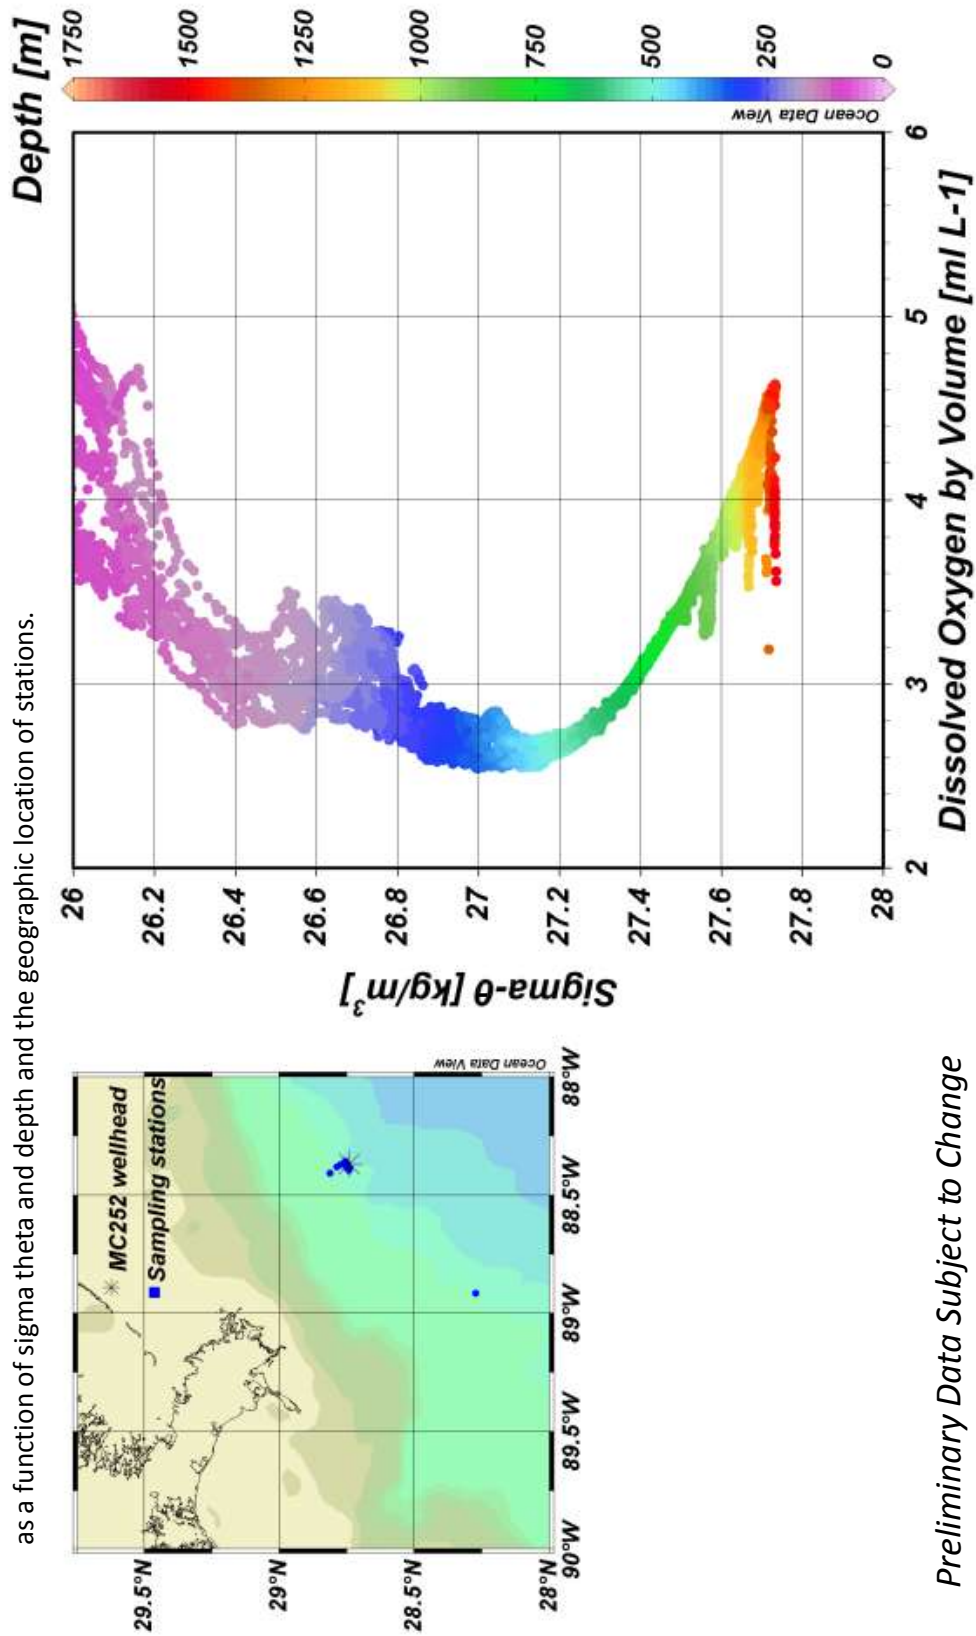 as a function of sigma theta and depth and the geographic location of stations.
29.5°N
29°N
28.5°N
28°N
90°W
89.5°W
89°W
88.5°W
88°W
MC252 wellhead
Sampling stations
Ocean Data View
Sigma-θ [kg/m³]
26
26.2
26.4
26.6
26.8
27
27.2
27.4
27.6
27.8
28
2
3
4
5
6
Dissolved Oxygen by Volume [ml L-1]
Ocean Data View
Depth [m]
1750
1500
1250
1000
750
500
250
0
Preliminary Data Subject to Change